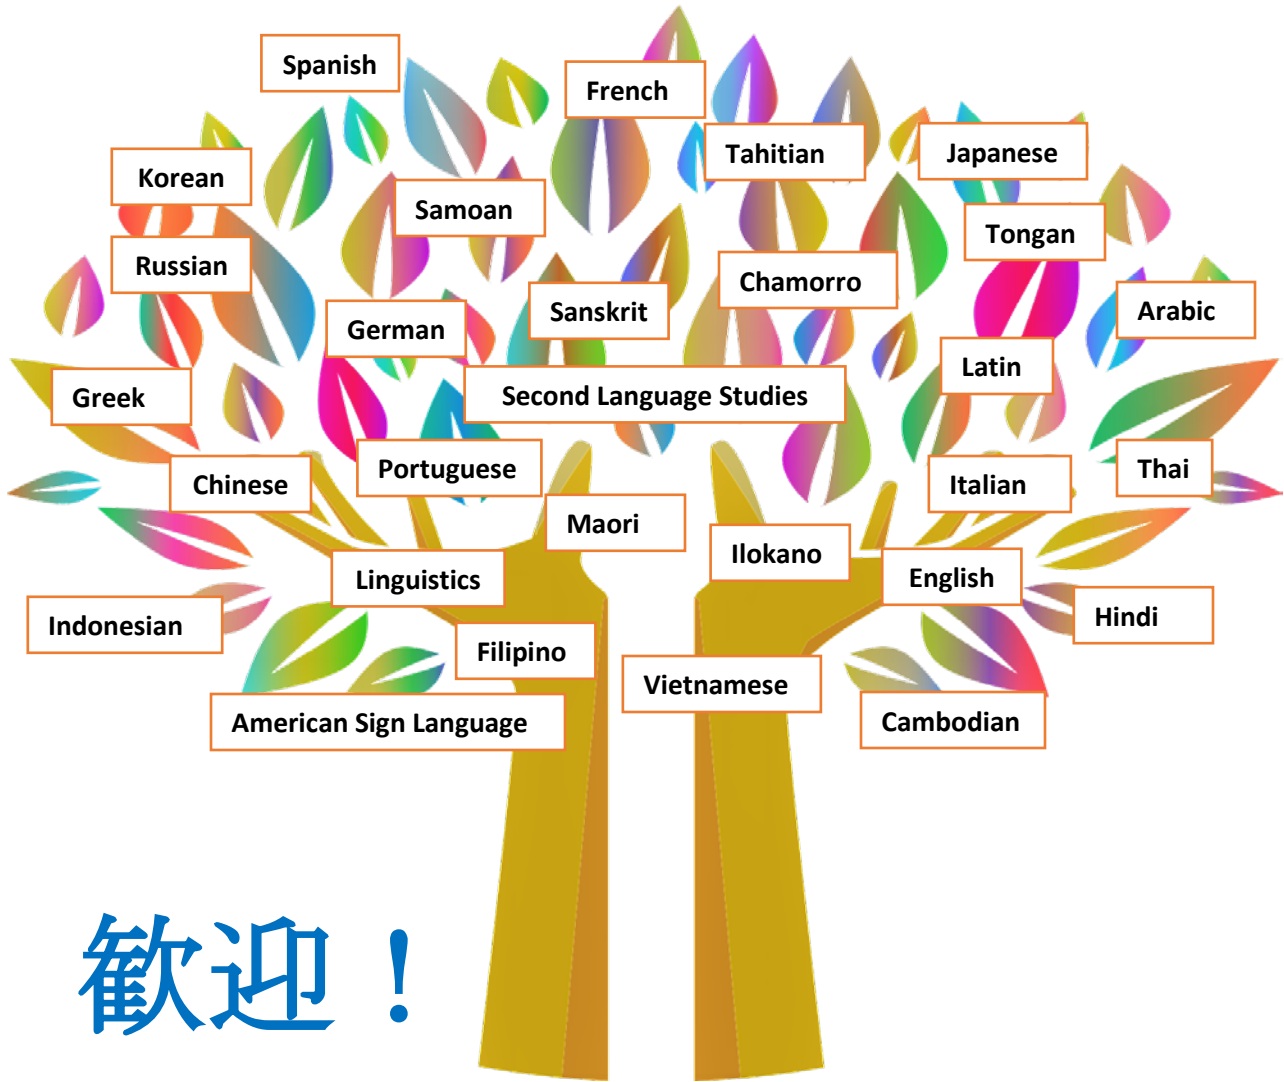 Spanish
French
Tahitian
Japanese
Korean
Samoan
Tongan
Russian
Chamorro
German
Sanskrit
Arabic
Latin
Greek
Second Language Studies
Chinese
Portuguese
Italian
Thai
Maori
Ilokano
Linguistics
English
Indonesian
Hindi
Filipino
Vietnamese
American Sign Language
Cambodian
歓迎！